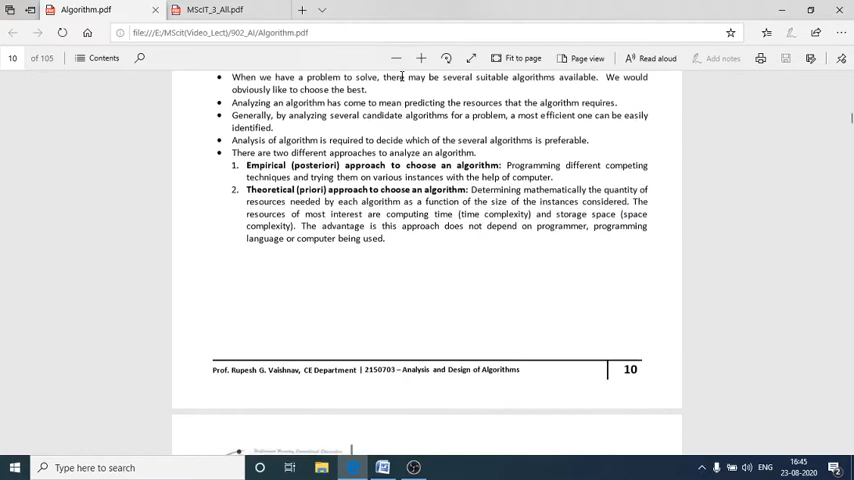 Algorithm.pdf
MScIT_3_All.pdf
file:///E:/MScit(Video_Lect)/902_AI/Algorithm.pdf
10 of 105 Contents Fit to page Page view Read aloud Add notes
• When we have a problem to solve, there may be several suitable algorithms available. We would
obviously like to choose the best.
• Analyzing an algorithm has come to mean predicting the resources that the algorithm requires.
• Generally, by analyzing several candidate algorithms for a problem, a most efficient one can be easily
identified.
• Analysis of algorithm is required to decide which of the several algorithms is preferable.
• There are two different approaches to analyze an algorithm.
1. Empirical (posteriori) approach to choose an algorithm: Programming different competing
techniques and trying them on various instances with the help of computer.
2. Theoretical (priori) approach to choose an algorithm: Determining mathematically the quantity of
resources needed by each algorithm as a function of the size of the instances considered. The
resources of most interest are computing time (time complexity) and storage space (space
complexity). The advantage is this approach does not depend on programmer, programming
language or computer being used.
Prof. Rupesh G. Vaishnav, CE Department | 2150703 – Analysis and Design of Algorithms 10
Type here to search
ENG
16:45
23-08-2020
2